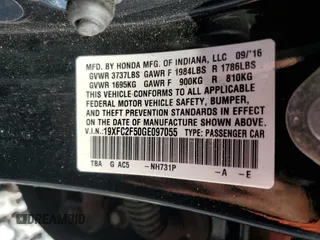 MFD. BY HONDA MFG. OF INDIANA, LLC 09/'16
GVWR 3737LBS GAWR F 1984LBS R 1786LBS
GVWR 1695KG GAWR F 900KG R 810KG
THIS VEHICLE CONFORMS TO ALL APPLICABLE
FEDERAL MOTOR VEHICLE SAFETY, BUMPER,
AND THEFT PREVENTION STANDARDS IN EFFECT
ON THE DATE OF MANUFACTURE SHOWN ABOVE.
V.I.N.:19XFC2F50GE097055 TYPE: PASSENGER CAR
TBA G AC5 -NH731P -A -E
© DREAMBID